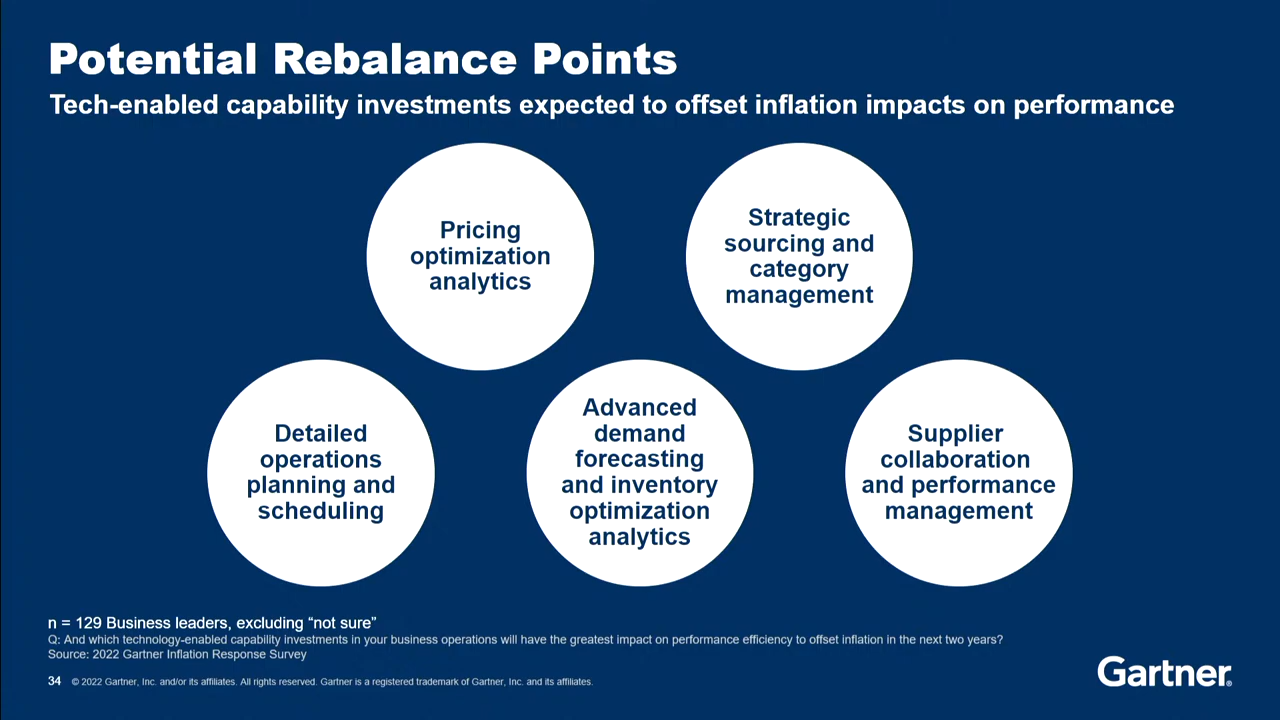 Potential Rebalance Points
Tech-enabled capability investments expected to offset inflation impacts on performance
Pricing
optimization
analytics
Strategic
sourcing and
category
management
Detailed
operations
planning and
scheduling
Advanced
demand
forecasting
and inventory
optimization
analytics
Supplier
collaboration
and performance
management
n = 129 Business leaders, excluding “not sure”
Q: And which technology-enabled capability investments in your business operations will have the greatest impact on performance efficiency to offset inflation in the next two years?
Source: 2022 Gartner Inflation Response Survey
34 © 2022 Gartner, Inc. and/or its affiliates. All rights reserved. Gartner is a registered trademark of Gartner, Inc. and its affiliates.
Gartner®